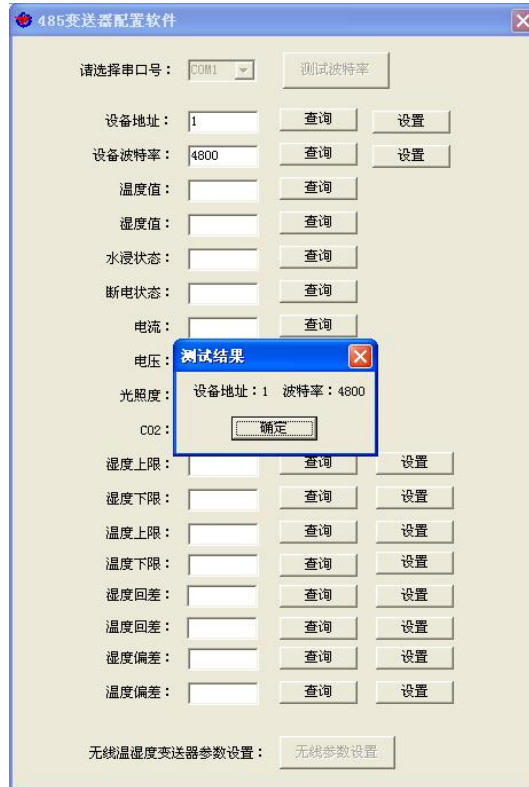 485变送器配置软件
请选择串口号： COM1 测试波特率
设备地址： 1 查询 设置
设备波特率： 4800 查询 设置
温度值： 查询
湿度值： 查询
水浸状态： 查询
断电状态： 查询
电流： 查询
电压： 测试结果
光照度： 设备地址：1 波特率：4800
CO2： 确定
湿度上限： 查询 设置
湿度下限： 查询 设置
温度上限： 查询 设置
温度下限： 查询 设置
湿度回差： 查询 设置
温度回差： 查询 设置
湿度偏差： 查询 设置
温度偏差： 查询 设置
无线温湿度变送器参数设置： 无线参数设置